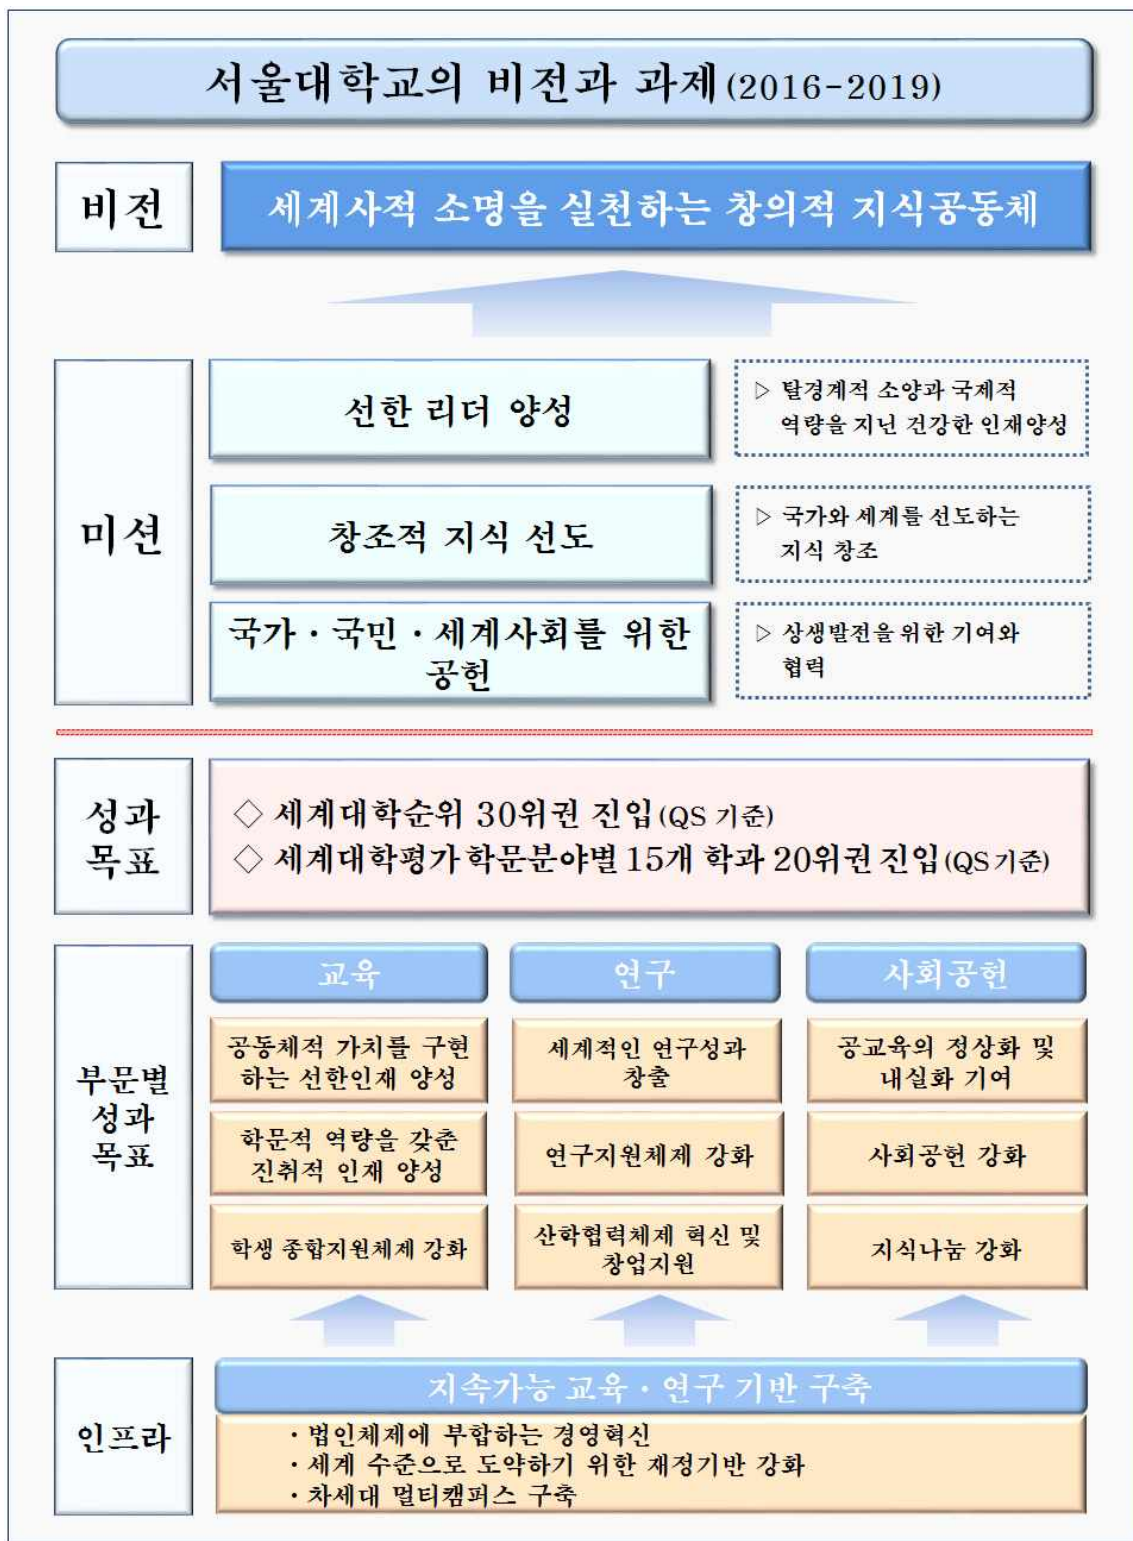 서울대학교의 비전과 과제(2016-2019)
비전
세계사적 소명을 실천하는 창의적 지식공동체
미션
선한 리더 양성
▷ 탈경계적 소양과 국제적
역량을 지닌 건강한 인재양성
창조적 지식 선도
▷ 국가와 세계를 선도하는
지식 창조
국가·국민·세계사회를 위한
공헌
▷ 상생발전을 위한 기여와
협력
성과
목표
◇ 세계대학순위 30위권 진입(QS 기준)
◇ 세계대학평가 학문분야별 15개 학과 20위권 진입(QS 기준)
부문별
성과
목표
교육
공동체적 가치를 구현
하는 선한인재 양성
학문적 역량을 갖춘
진취적 인재 양성
학생 종합지원체제 강화
연구
세계적인 연구성과
창출
연구지원체제 강화
산학협력체제 혁신 및
창업지원
사회공헌
공교육의 정상화 및
내실화 기여
사회공헌 강화
지식나눔 강화
인프라
지속가능 교육·연구 기반 구축
·법인체제에 부합하는 경영혁신
·세계 수준으로 도약하기 위한 재정기반 강화
·차세대 멀티캠퍼스 구축